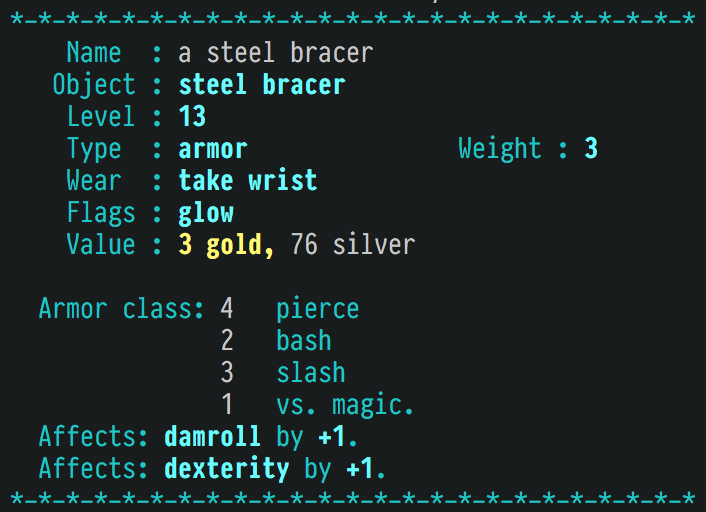 *-*-*-*-*-*-*-*-*-*-*-*-*-*-*-*-*-*-*-*-*-*-*-*-*
Name : a steel bracer
Object : steel bracer
Level : 13
Type : armor Weight : 3
Wear : take wrist
Flags : glow
Value : 3 gold, 76 silver
Armor class: 4 pierce
2 bash
3 slash
1 vs. magic.
Affects: damroll by +1.
Affects: dexterity by +1.
*-*-*-*-*-*-*-*-*-*-*-*-*-*-*-*-*-*-*-*-*-*-*-*-*